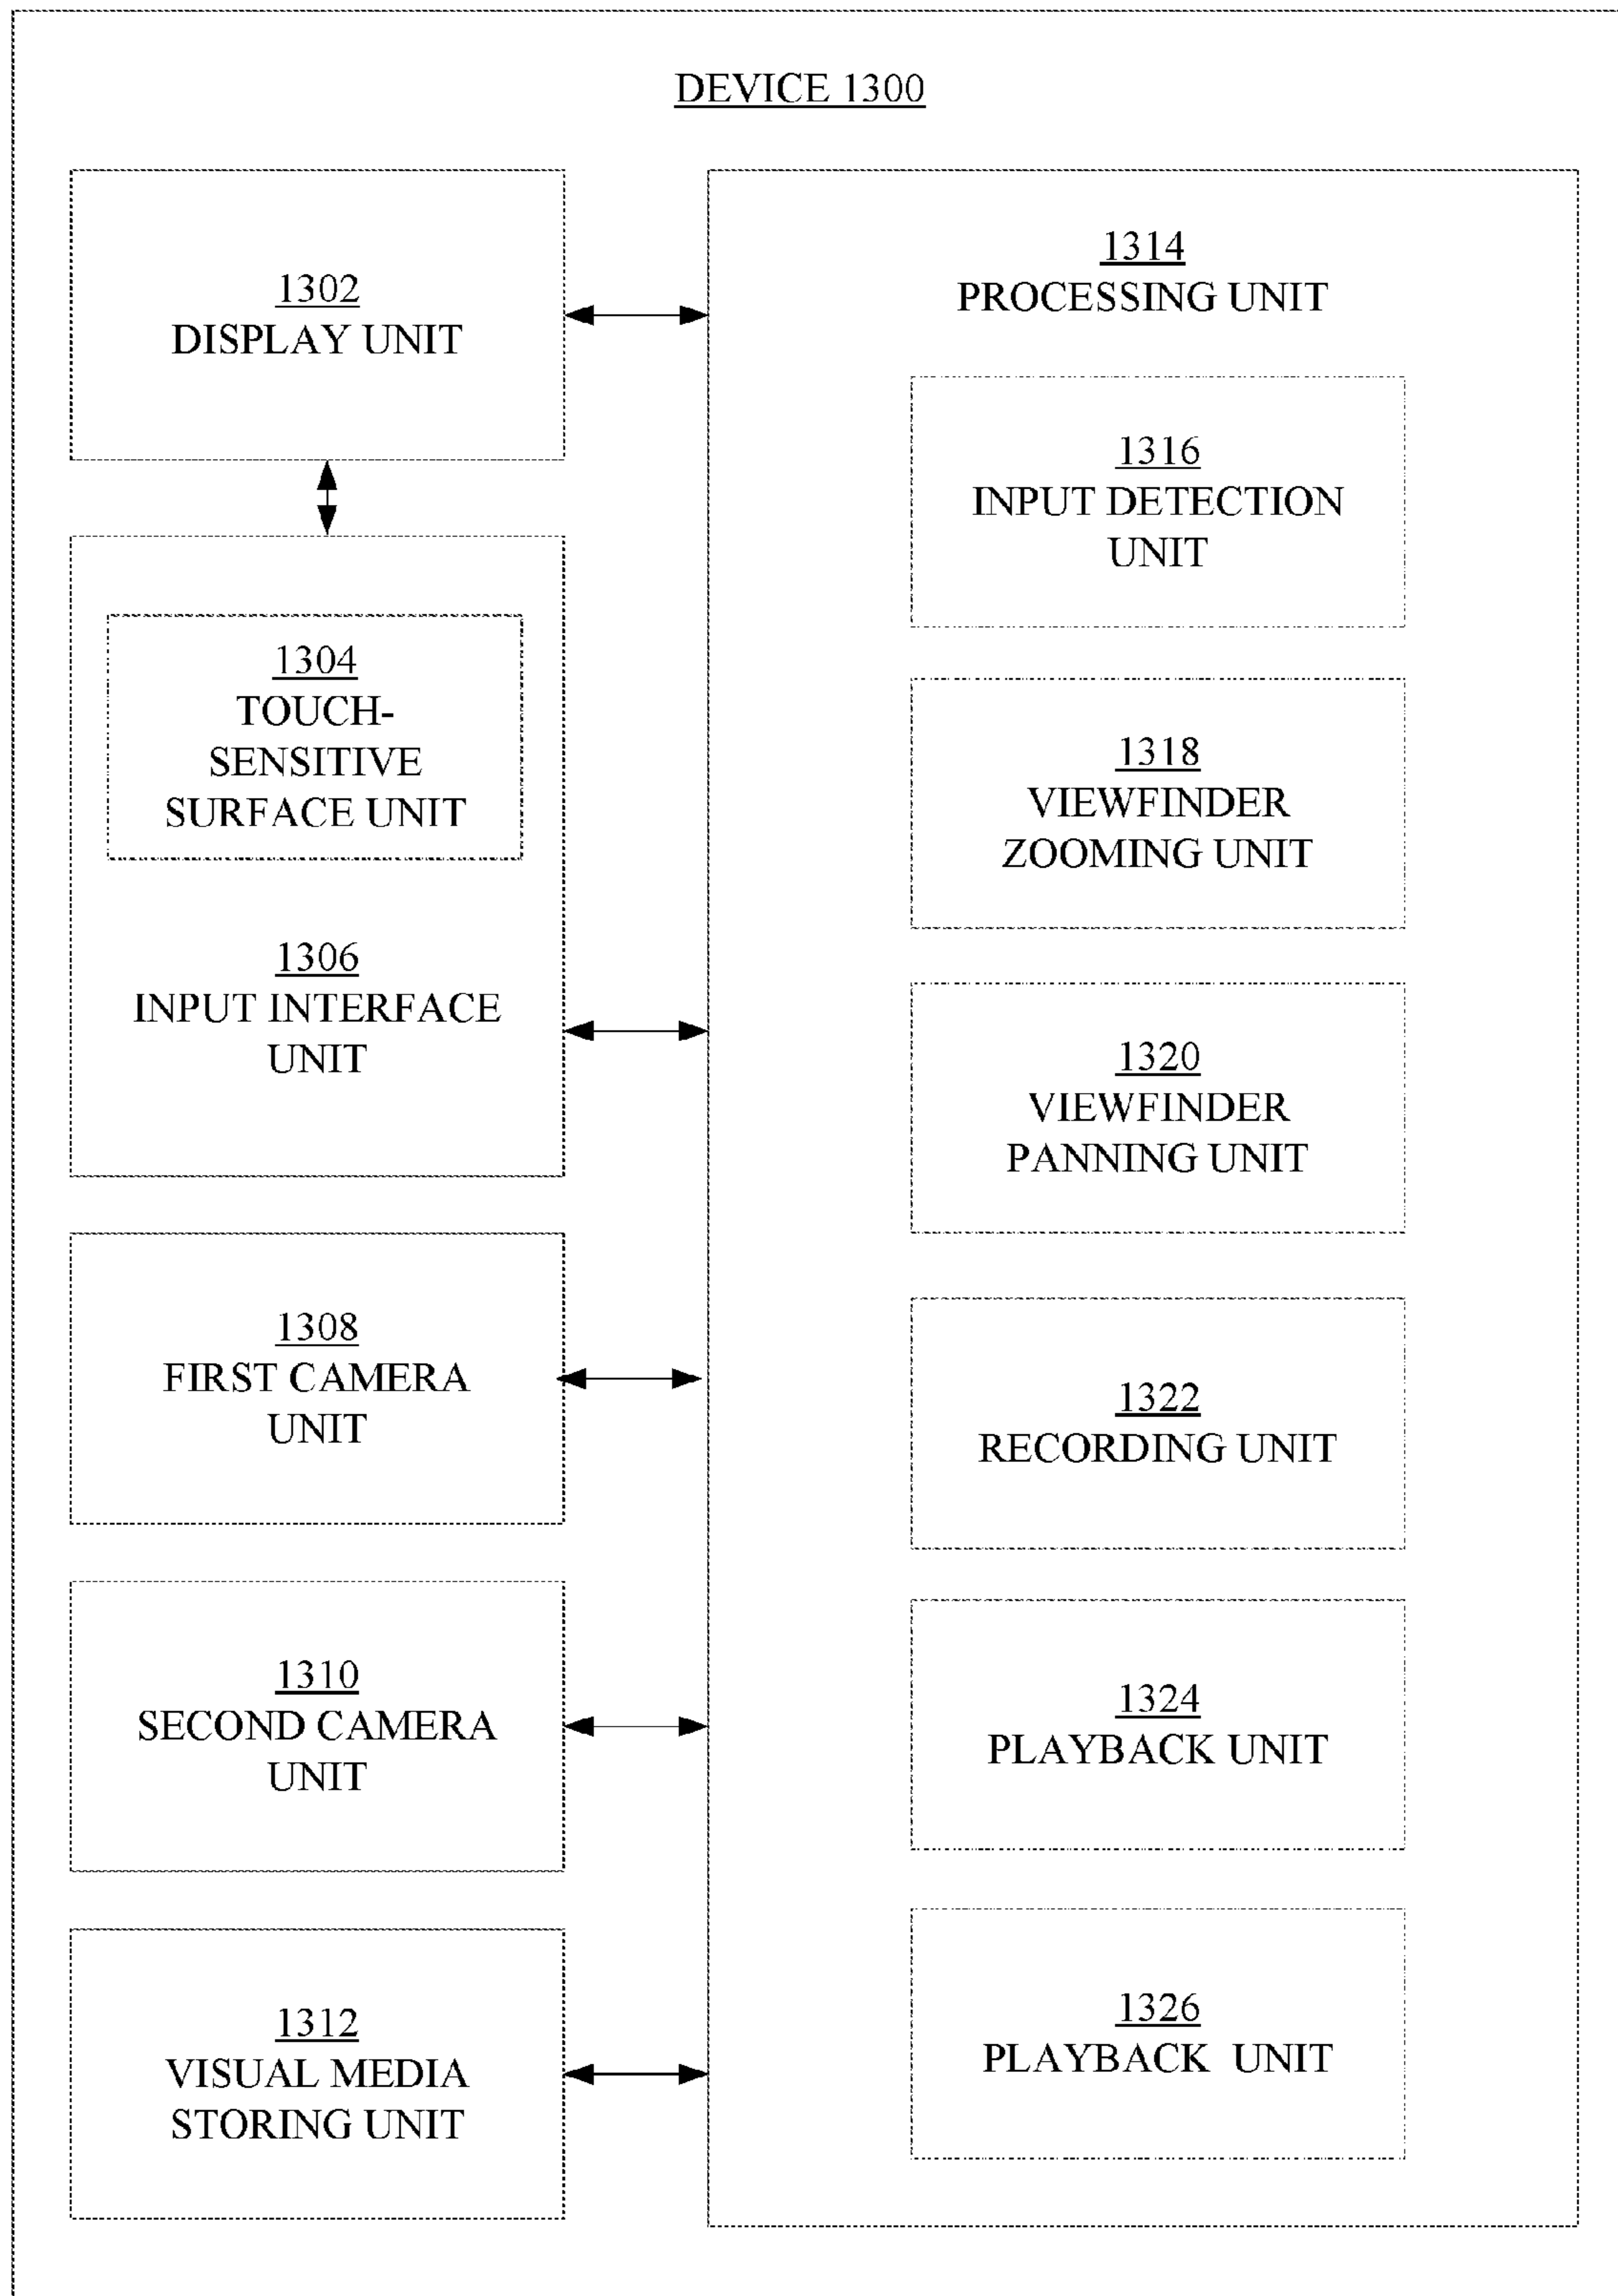 DEVICE 1300
1302
DISPLAY UNIT
1304
TOUCH-
SENSITIVE
SURFACE UNIT
1306
INPUT INTERFACE
UNIT
1308
FIRST CAMERA
UNIT
1310
SECOND CAMERA
UNIT
1312
VISUAL MEDIA
STORING UNIT
1314
PROCESSING UNIT
1316
INPUT DETECTION
UNIT
1318
VIEWFINDER
ZOOMING UNIT
1320
VIEWFINDER
PANNING UNIT
1322
RECORDING UNIT
1324
PLAYBACK UNIT
1326
PLAYBACK UNIT